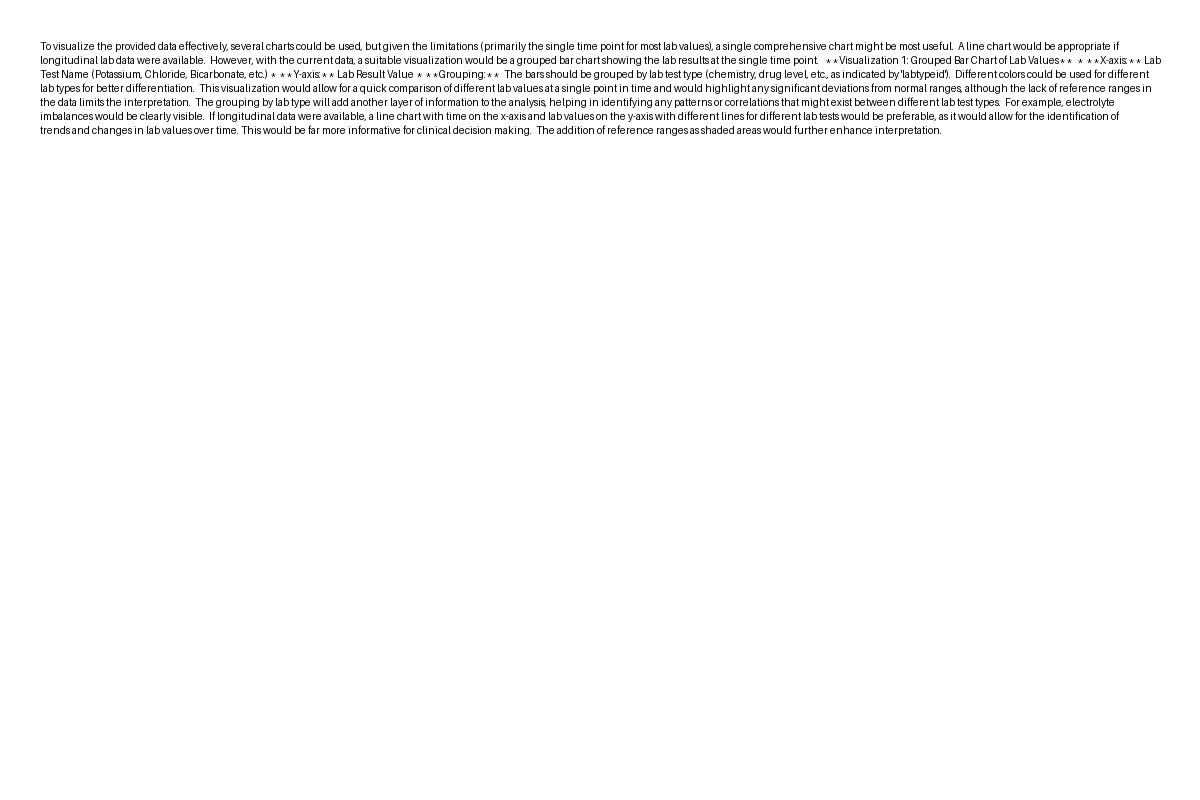 To visualize the provided data effectively, several charts could be used, but given the limitations (primarily the single time point for most lab values), a single comprehensive chart might be most useful.  A line chart would be appropriate if
longitudinal lab data were available.  However, with the current data, a suitable visualization would be a grouped bar chart showing the lab results at the single time point.   **Visualization 1: Grouped Bar Chart of Lab Values**  * **X-axis:** Lab
Test Name (Potassium, Chloride, Bicarbonate, etc.) * **Y-axis:** Lab Result Value * **Grouping:**  The bars should be grouped by lab test type (chemistry, drug level, etc., as indicated by 'labtypeid').  Different colors could be used for different
lab types for better differentiation.  This visualization would allow for a quick comparison of different lab values at a single point in time and would highlight any significant deviations from normal ranges, although the lack of reference ranges in
the data limits the interpretation.  The grouping by lab type will add another layer of information to the analysis, helping in identifying any patterns or correlations that might exist between different lab test types.  For example, electrolyte
imbalances would be clearly visible.  If longitudinal data were available, a line chart with time on the x-axis and lab values on the y-axis with different lines for different lab tests would be preferable, as it would allow for the identification of
trends and changes in lab values over time. This would be far more informative for clinical decision making.  The addition of reference ranges as shaded areas would further enhance interpretation.